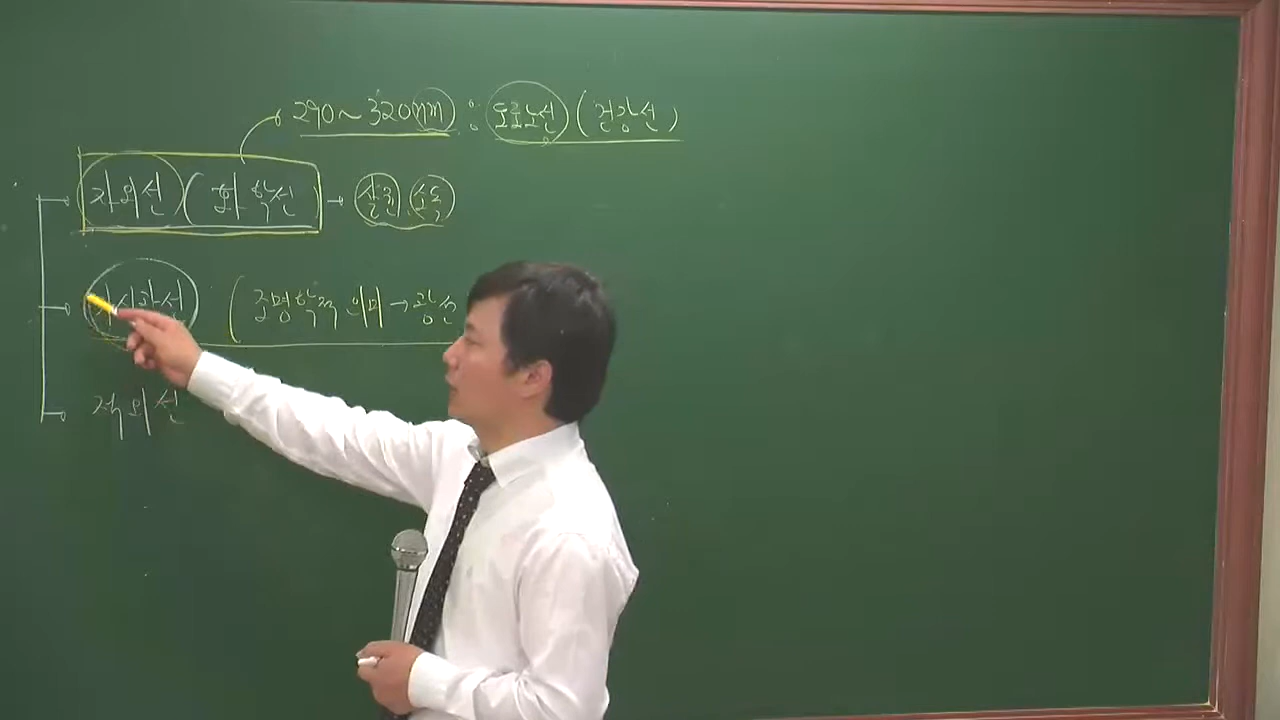 290~320nm : 도르노선 (건강선)
자외선 (화학선) → 살균, 소독
가시광선 (조명학적 의미 → 광선
적외선